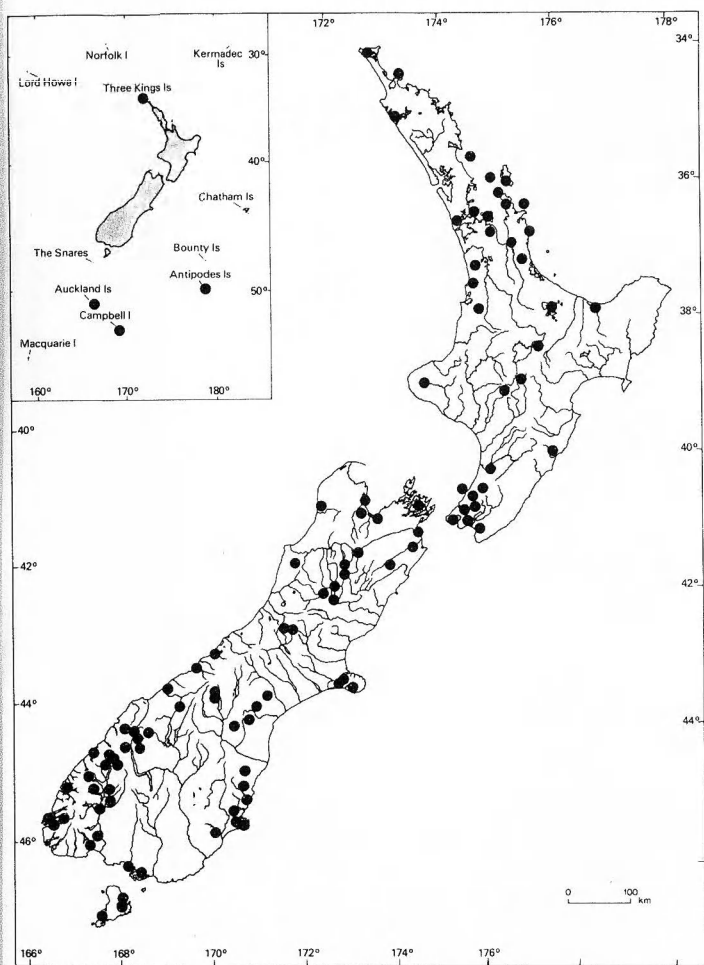 172° 174° 176° 178°
34°
Norfolk I
Kermadec
Is
30°
Lord Howe I
Three Kings Is
40°
36°
Chatham Is
The Snares
Bounty Is
Antipodes Is
Auckland Is
50°
Campbell I
38°
Macquarie I
160° 170° 180°
40°
40°
42°
42°
44°
44°
46°
0 100
km
166° 168° 170° 172° 174° 176°